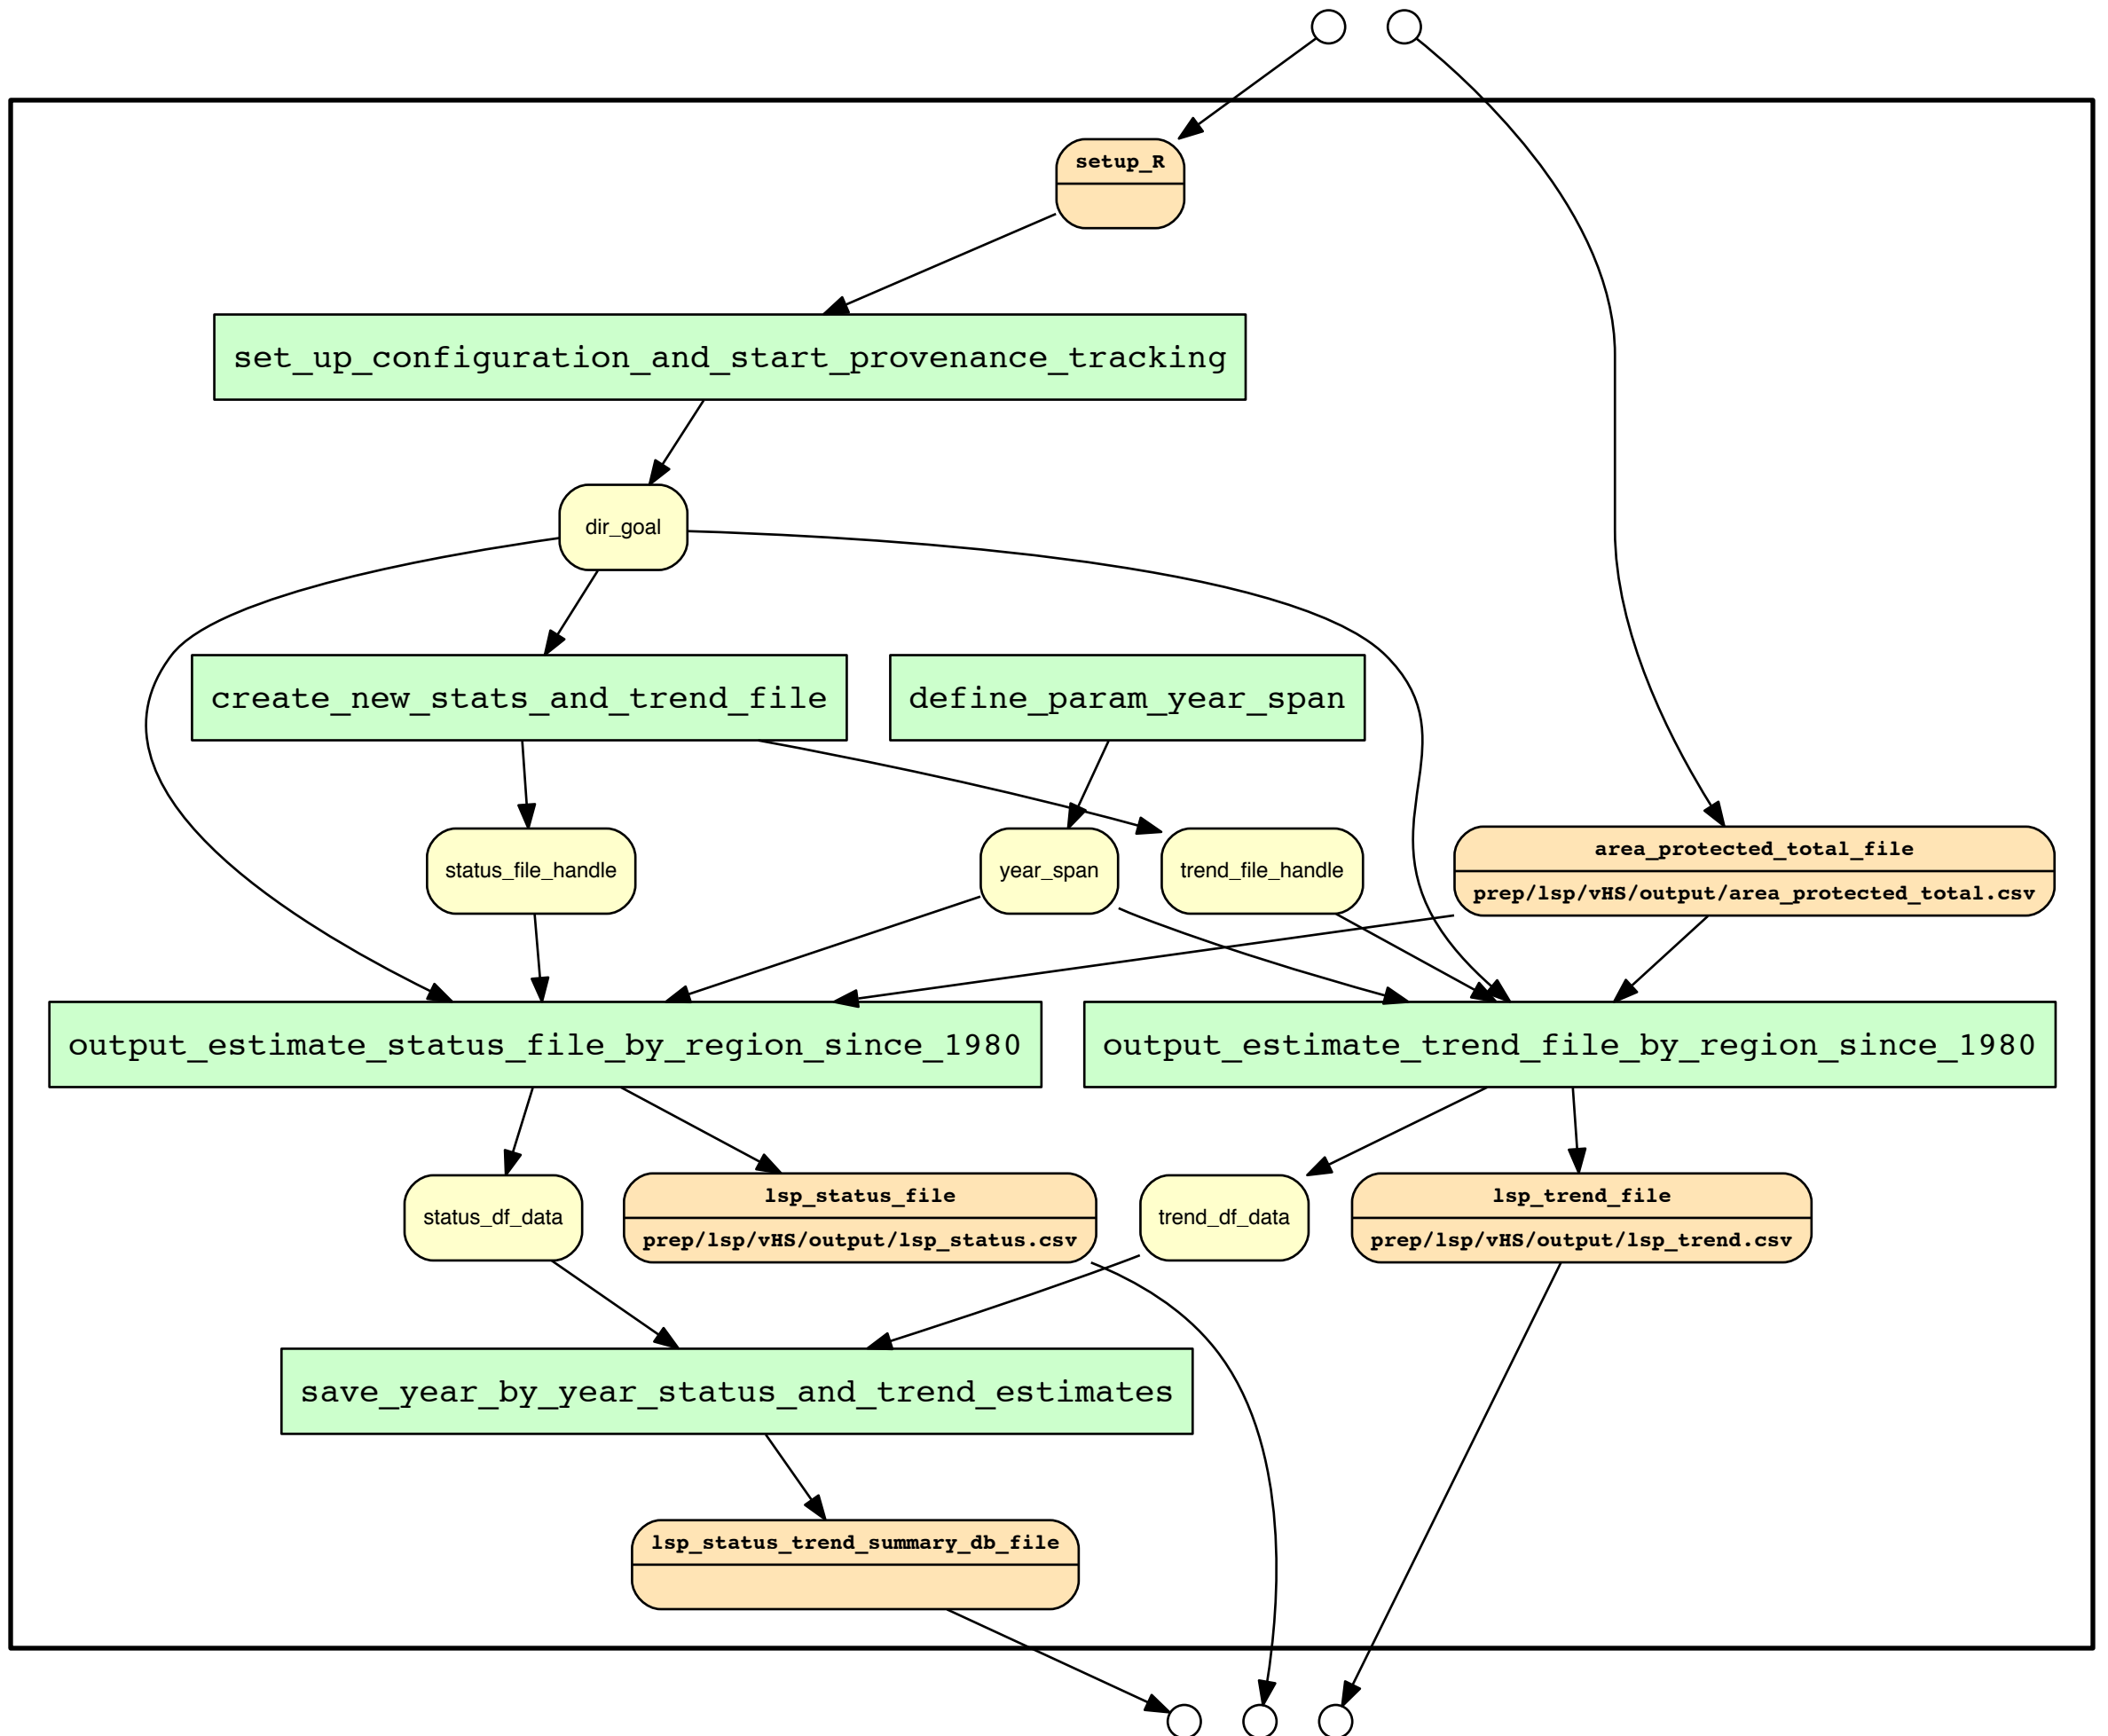 setup_R
set_up_configuration_and_start_provenance_tracking
dir_goal
create_new_stats_and_trend_file
define_param_year_span
status_file_handle
year_span
trend_file_handle
area_protected_total_file
prep/lsp/vHS/output/area_protected_total.csv
output_estimate_status_file_by_region_since_1980
output_estimate_trend_file_by_region_since_1980
status_df_data
lsp_status_file
prep/lsp/vHS/output/lsp_status.csv
trend_df_data
lsp_trend_file
prep/lsp/vHS/output/lsp_trend.csv
save_year_by_year_status_and_trend_estimates
lsp_status_trend_summary_db_file